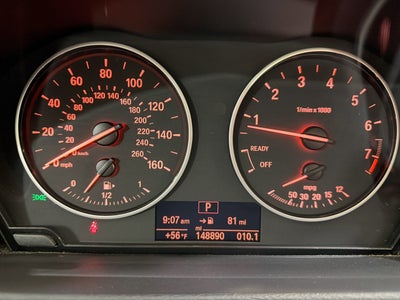 80
60
100
40
120
20
140
0
160
80 100 120 140 160
180
200
220
240
260
60
40
20
0 km/h
mph
0
1/2
1
1
2
3
4
5
6
7
1/min x 1000
READY
OFF
50 30 20 15 12
mpg
P
9:07 am
81 mi
mi
+56 °F 148890 010.1